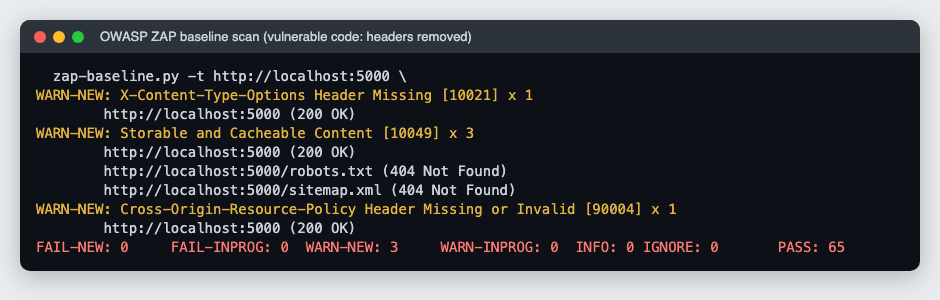 OWASP ZAP baseline scan (vulnerable code: headers removed)
zap-baseline.py -t http://localhost:5000 \
WARN-NEW: X-Content-Type-Options Header Missing [10021] x 1
http://localhost:5000 (200 OK)
WARN-NEW: Storable and Cacheable Content [10049] x 3
http://localhost:5000 (200 OK)
http://localhost:5000/robots.txt (404 Not Found)
http://localhost:5000/sitemap.xml (404 Not Found)
WARN-NEW: Cross-Origin-Resource-Policy Header Missing or Invalid [90004] x 1
http://localhost:5000 (200 OK)
FAIL-NEW: 0 FAIL-INPROG: 0 WARN-NEW: 3 WARN-INPROG: 0 INFO: 0 IGNORE: 0 PASS: 65